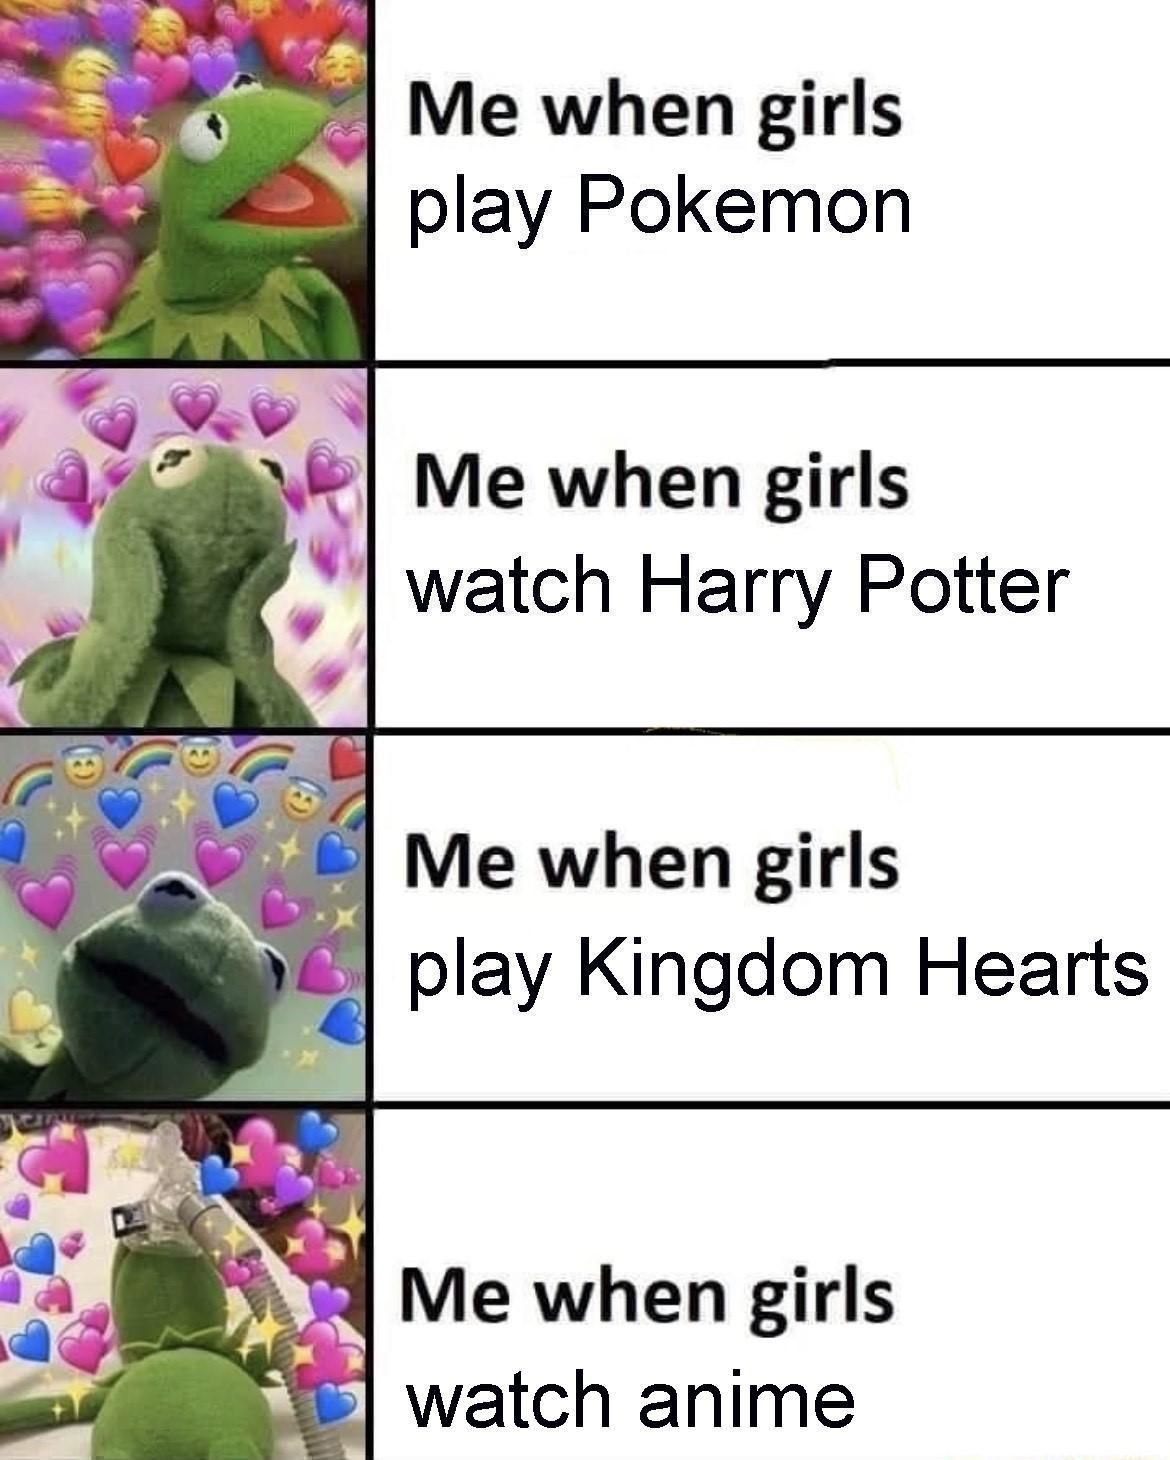 Me when girls
play Pokemon
Me when girls
watch Harry Potter
Me when girls
play Kingdom Hearts
Me when girls
watch anime